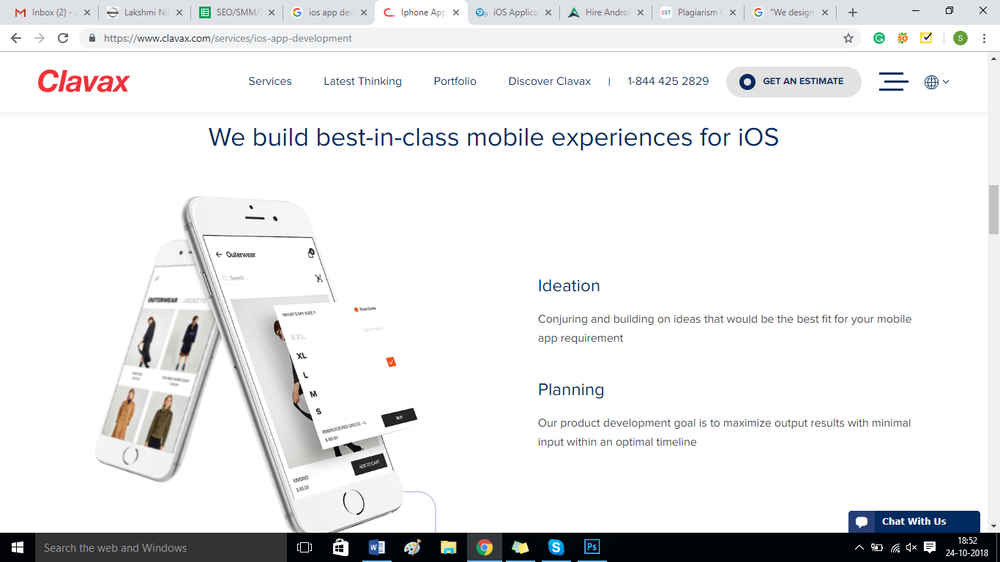 Inbox (2) - s
Lakshmi Nis
SEO/SMM/S
ios app dev
Iphone App
iOS Applica
Hire Androi
SST
Plagiarism C
"We design
https://www.clavax.com/services/ios-app-development
S
Clavax
Services
Latest Thinking
Portfolio
Discover Clavax
1-844 425 2829
GET AN ESTIMATE
We build best-in-class mobile experiences for iOS
Outerwear
Search ...
OUTERWEAR JACKETS
WHAT'S MY SIZE ?
Size Guide
XXL
Out of stock
XL
L
M
S
EMBROIDERED DRESS - L
$ 89.00
BUY
KIMONO
$ 89.00
ADD TO CART
Ideation
Conjuring and building on ideas that would be the best fit for your mobile
app requirement
Planning
Our product development goal is to maximize output results with minimal
input within an optimal timeline
Chat With Us
Search the web and Windows
18:52
24-10-2018